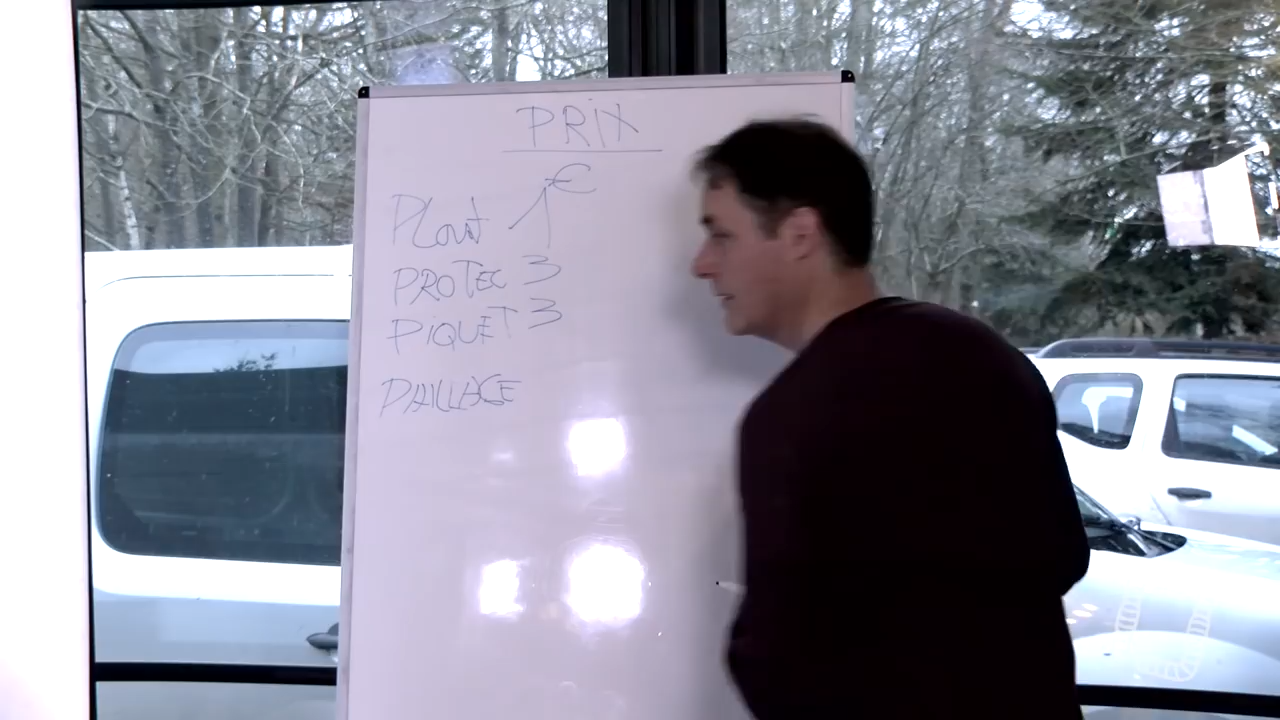 PRIX
€
Plant 1
PROTEC 3
PIQUET 3
PAILLAGE